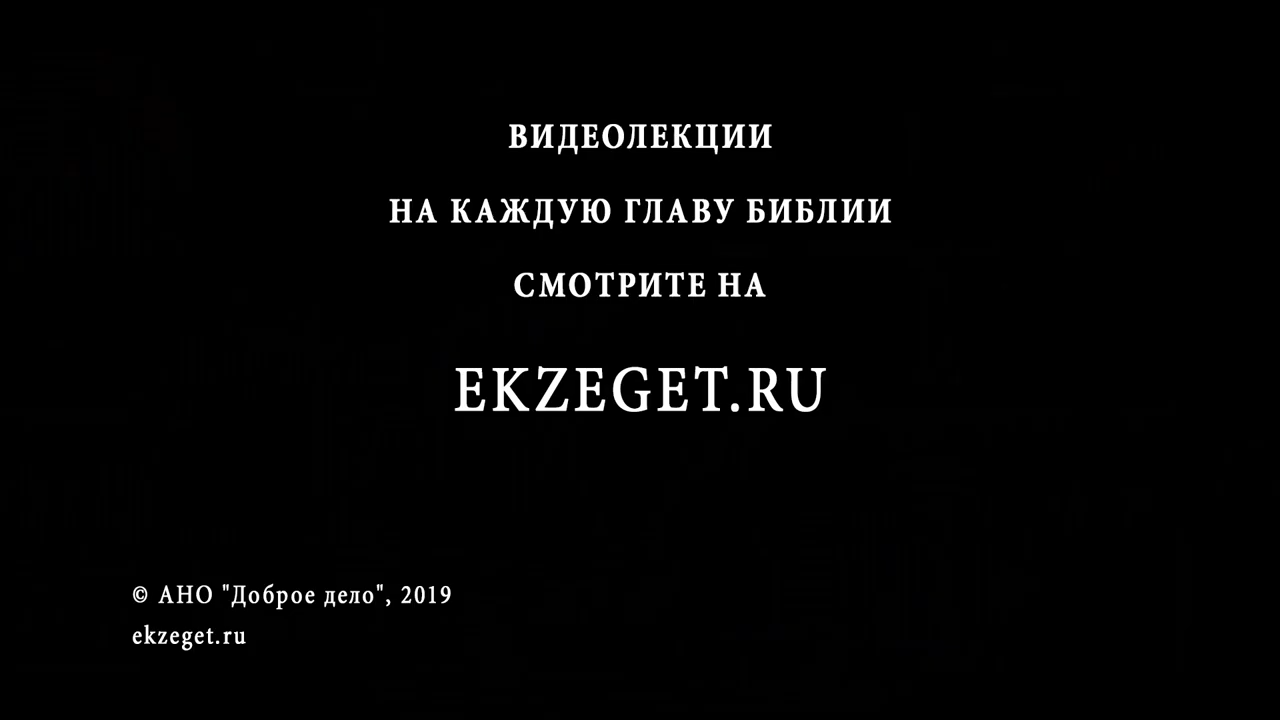 ВИДЕОЛЕКЦИИ
НА КАЖДУЮ ГЛАВУ БИБЛИИ
СМОТРИТЕ НА
EKZEGET.RU
© АНО "Доброе дело", 2019
ekzeget.ru